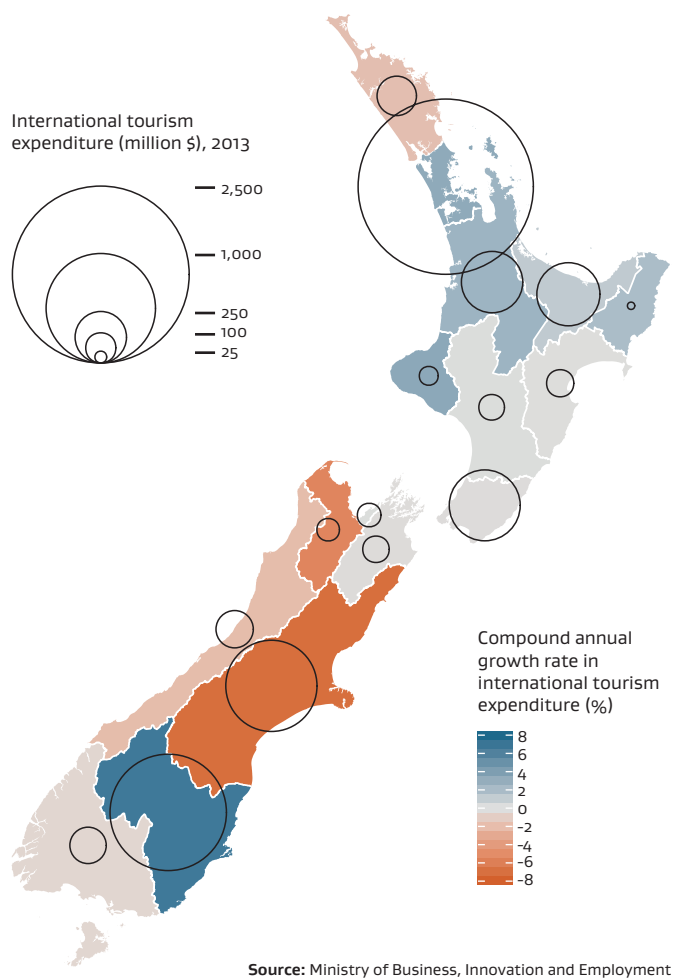 International tourism
expenditure (million $), 2013
2,500
1,000
250
100
25
Compound annual
growth rate in
international tourism
expenditure (%)
8
6
4
2
0
-2
-4
-6
-8
Source: Ministry of Business, Innovation and Employment